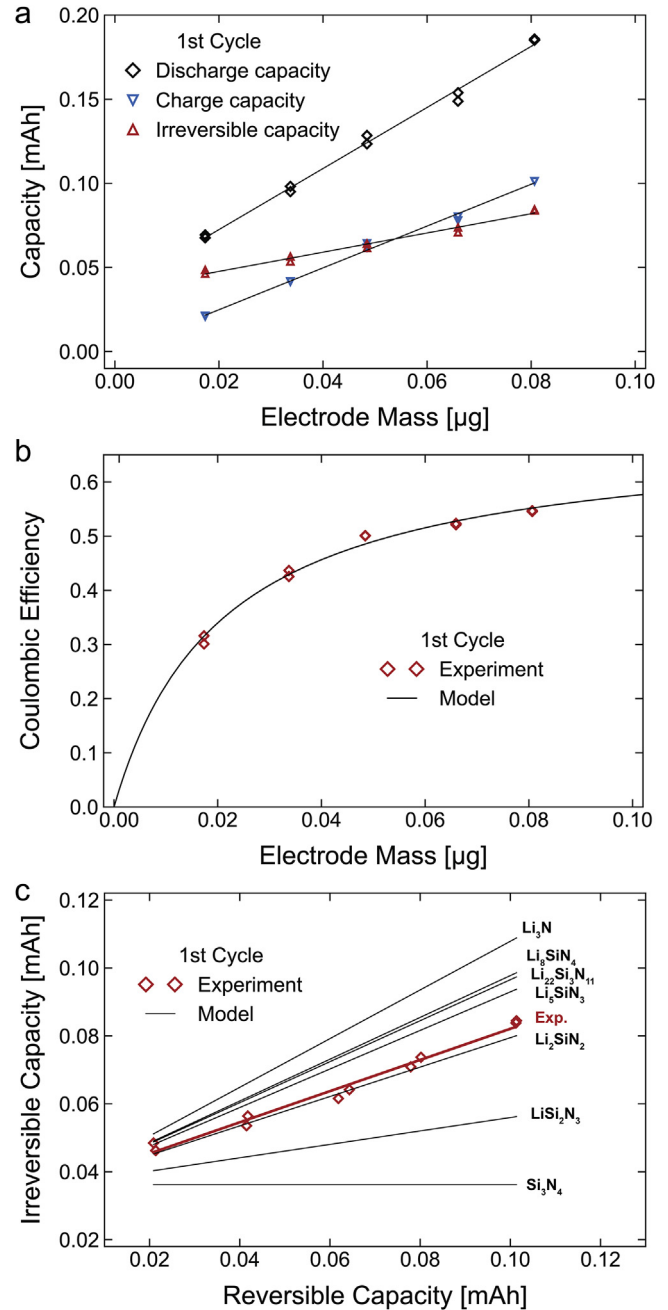 a
0.20
1st Cycle
Discharge capacity
Charge capacity
Irreversible capacity
0.15
0.10
0.05
0.00
Capacity [mAh]
0.00 0.02 0.04 0.06 0.08 0.10
Electrode Mass [µg]
b
0.6
0.5
0.4
0.3
0.2
0.1
0.0
Coulombic Efficiency
1st Cycle
Experiment
Model
0.00 0.02 0.04 0.06 0.08 0.10
Electrode Mass [µg]
c
0.12
0.10
0.08
0.06
0.04
0.02
Irreversible Capacity [mAh]
1st Cycle
Experiment
Model
Li₃N
Li₈SiN₄
Li₂₂Si₃N₁₁
Li₅SiN₃
Exp.
Li₂SiN₂
LiSi₂N₃
Si₃N₄
0.02 0.04 0.06 0.08 0.10 0.12
Reversible Capacity [mAh]